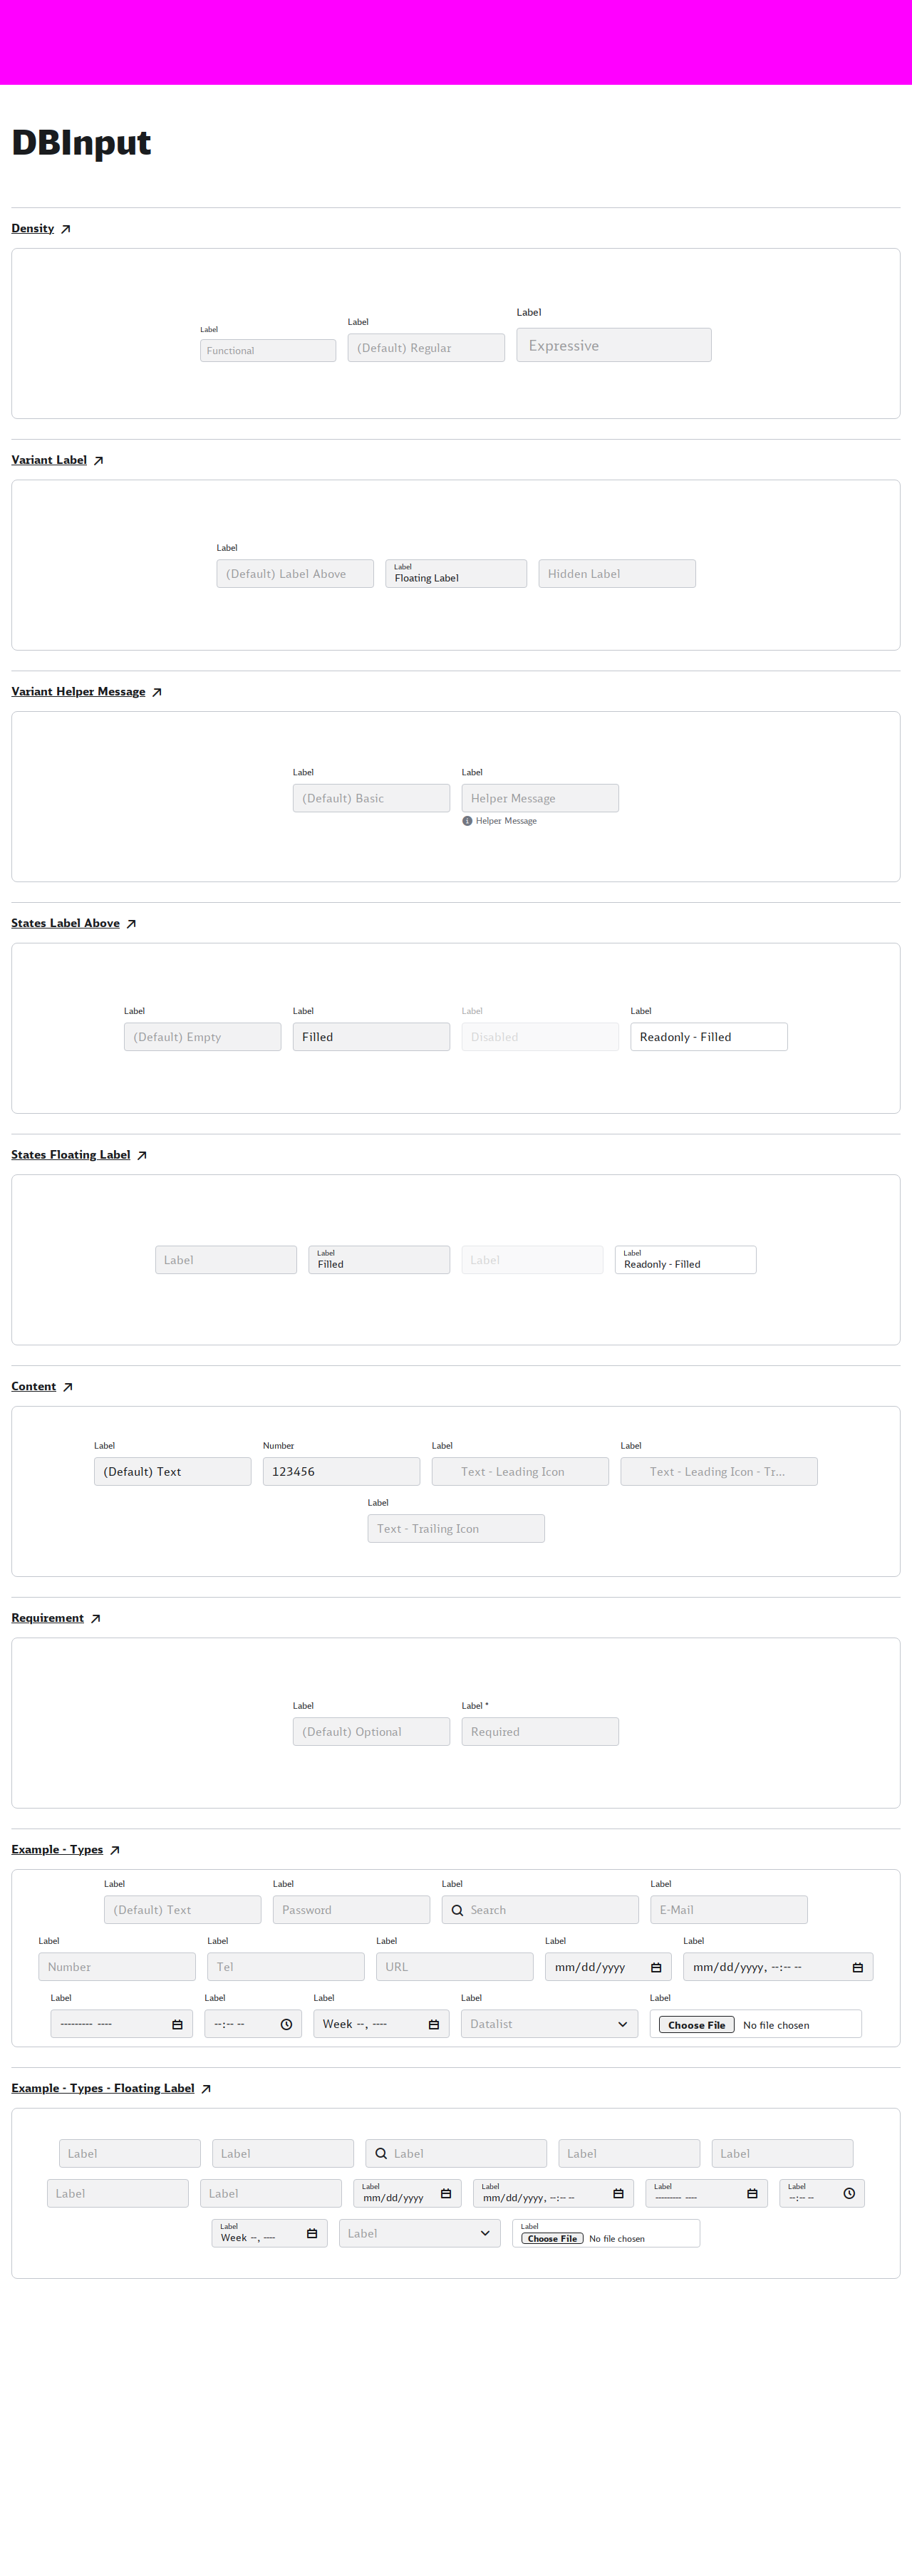 DBInput
Density
Label
Label
Label
Functional
(Default) Regular
Expressive
Variant Label
Label
(Default) Label Above
Label
Floating Label
Hidden Label
Variant Helper Message
Label
Label
(Default) Basic
Helper Message
Helper Message
States Label Above
Label
Label
Label
Label
(Default) Empty
Filled
Disabled
Readonly - Filled
States Floating Label
Label
Label
Filled
Label
Label
Readonly - Filled
Content
Label
Number
Label
Label
(Default) Text
123456
Text - Leading Icon
Text - Leading Icon - Tr...
Label
Text - Trailing Icon
Requirement
Label
Label *
(Default) Optional
Required
Example - Types
Label
Label
Label
Label
(Default) Text
Password
Search
E-Mail
Label
Label
Label
Label
Label
Number
Tel
URL
mm/dd/yyyy
mm/dd/yyyy, --:-- --
Label
Label
Label
Label
Label
--------- ----
--:-- --
Week --, ----
Datalist
Choose File No file chosen
Example - Types - Floating Label
Label
Label
Label
Label
Label
Label
Label
Label
mm/dd/yyyy
Label
mm/dd/yyyy, --:-- --
Label
--------- ----
Label
--:-- --
Label
Week --, ----
Label
Label
Choose File No file chosen